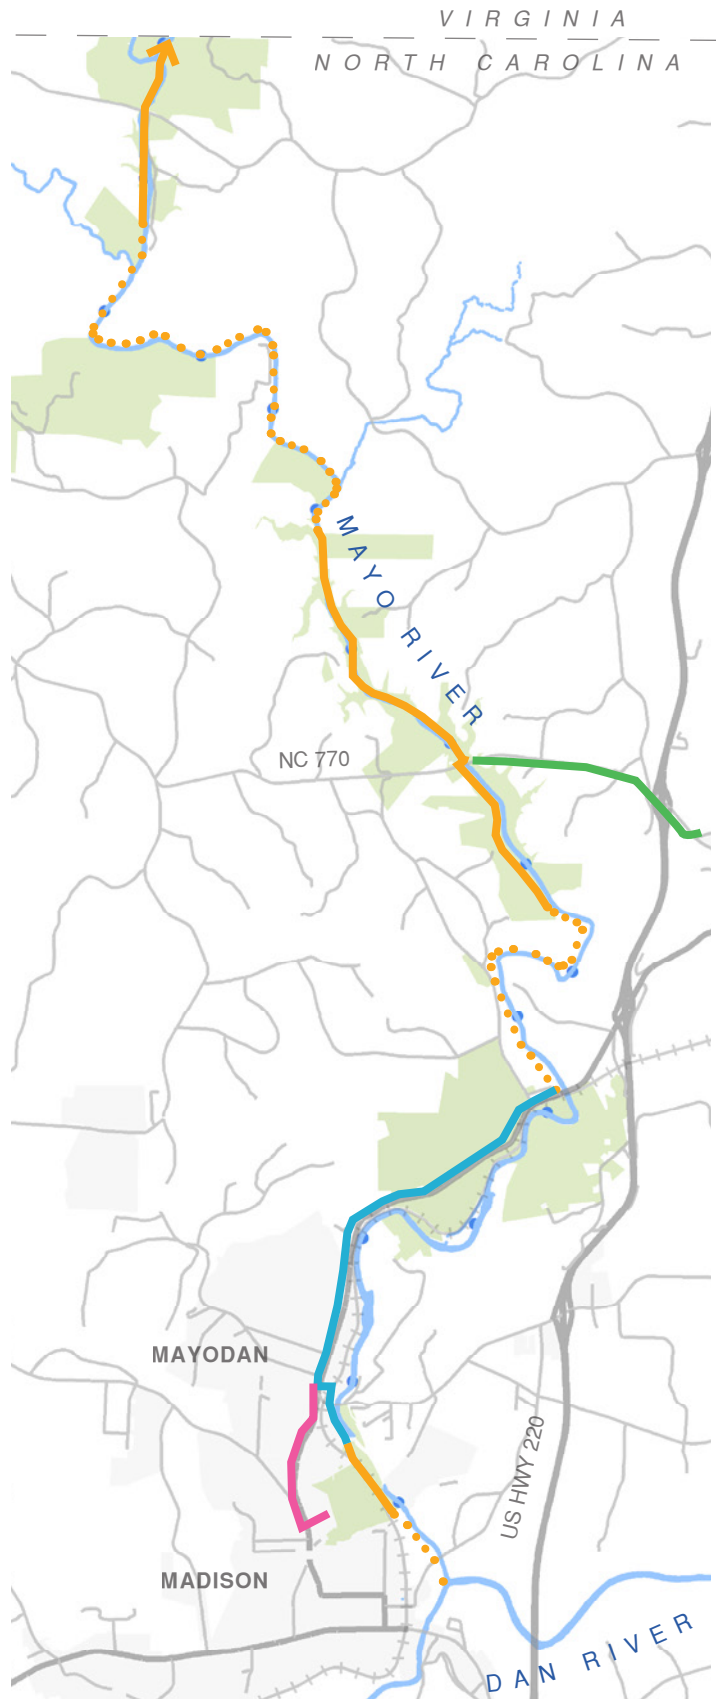 VIRGINIA
NORTH CAROLINA
MAYO RIVER
NC 770
MAYODAN
US HWY 220
MADISON
DAN RIVER